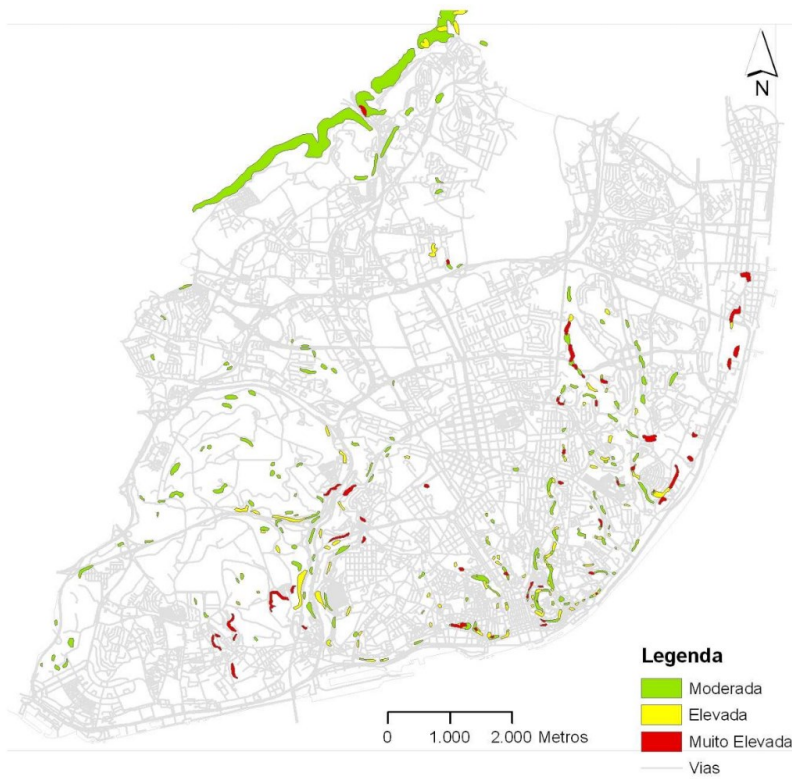 N
Legenda
Moderada
Elevada
Muito Elevada
Vias
0 1.000 2.000 Metros